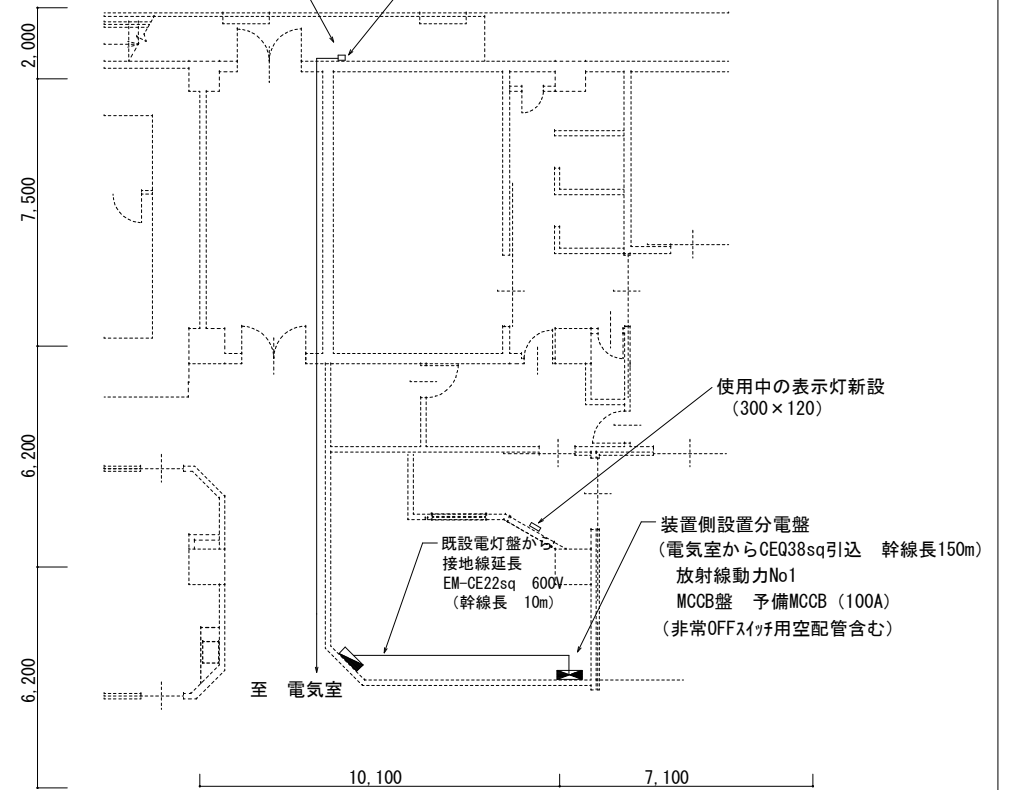 2,000
7,500
6,200
6,200
使用中の表示灯新設
(300×120)
装置側設置分電盤
(電気室からCEQ38sq引込 幹線長150m)
放射線動力No1
MCCB盤 予備MCCB (100A)
(非常OFFスイッチ用空配管含む)
既設電灯盤から
接地線延長
EM-CE22sq 600V
(幹線長 10m)
至 電気室
10,100
7,100